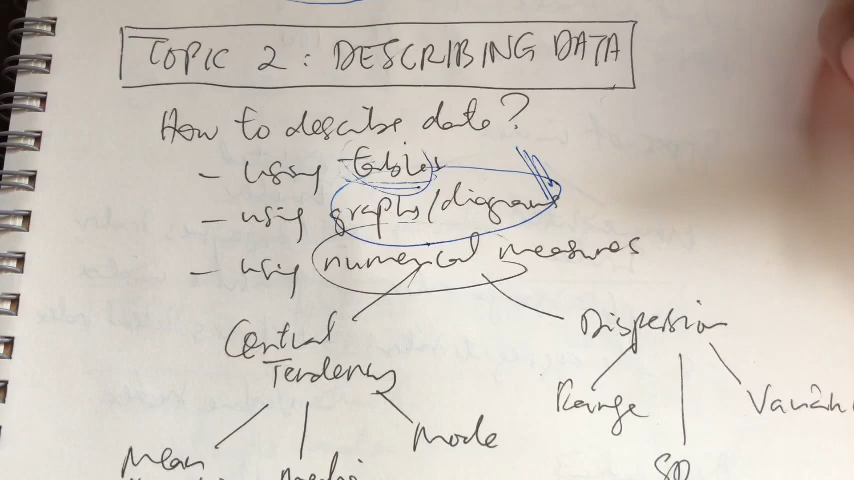 TOPIC 2 : DESCRIBING DATA
How to describe data?
- using tables
- using graphs/diagrams
- using numerical measures
Central Tendency
Dispersion
Mean
Mode
Range
SD